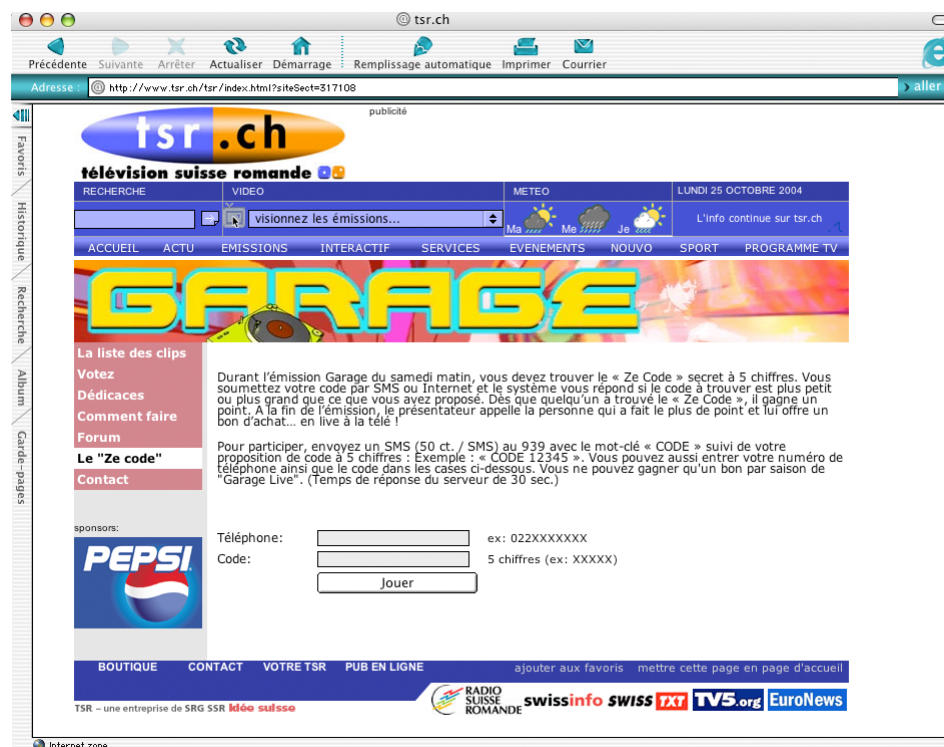 @ tsr.ch
Précédente Suivante Arrêter Actualiser Démarrage Remplissage automatique Imprimer Courrier
Adresse : @ http://www.tsr.ch/tsr/index.html?siteSect=317108 aller
Favoris
Historique
Recherche
Album
Garde-pages
publicité
tsr.ch
télévision suisse romande
RECHERCHE VIDEO METEO LUNDI 25 OCTOBRE 2004
visionnez les émissions... Ma Me Je L'info continue sur tsr.ch
ACCUEIL ACTU EMISSIONS INTERACTIF SERVICES EVENEMENTS NOUVO SPORT PROGRAMME TV
GARAGE
La liste des clips
Votez
Dédicaces
Comment faire
Forum
Le "Ze code"
Contact
Durant l'émission Garage du samedi matin, vous devez trouver le « Ze Code » secret à 5 chiffres. Vous
soumettez votre code par SMS ou Internet et le système vous répond si le code à trouver est plus petit
ou plus grand que ce que vous avez proposé. Dès que quelqu'un a trouvé le « Ze Code », il gagne un
point. A la fin de l'émission, le présentateur appelle la personne qui a fait le plus de point et lui offre un
bon d'achat... en live à la télé !
Pour participer, envoyez un SMS (50 ct. / SMS) au 939 avec le mot-clé « CODE » suivi de votre
proposition de code à 5 chiffres : Exemple : « CODE 12345 ». Vous pouvez aussi entrer votre numéro de
téléphone ainsi que le code dans les cases ci-dessous. Vous ne pouvez gagner qu'un bon par saison de
"Garage Live". (Temps de réponse du serveur de 30 sec.)
sponsors:
PEPSI
Téléphone: ex: 022XXXXXXX
Code: 5 chiffres (ex: XXXXX)
Jouer
BOUTIQUE CONTACT VOTRE TSR PUB EN LIGNE ajouter aux favoris mettre cette page en page d'accueil
TSR – une entreprise de SRG SSR idée suisse
RADIO
SUISSE
ROMANDE
swissinfo SWISS TXT TV5.org EuroNews
Internet zone